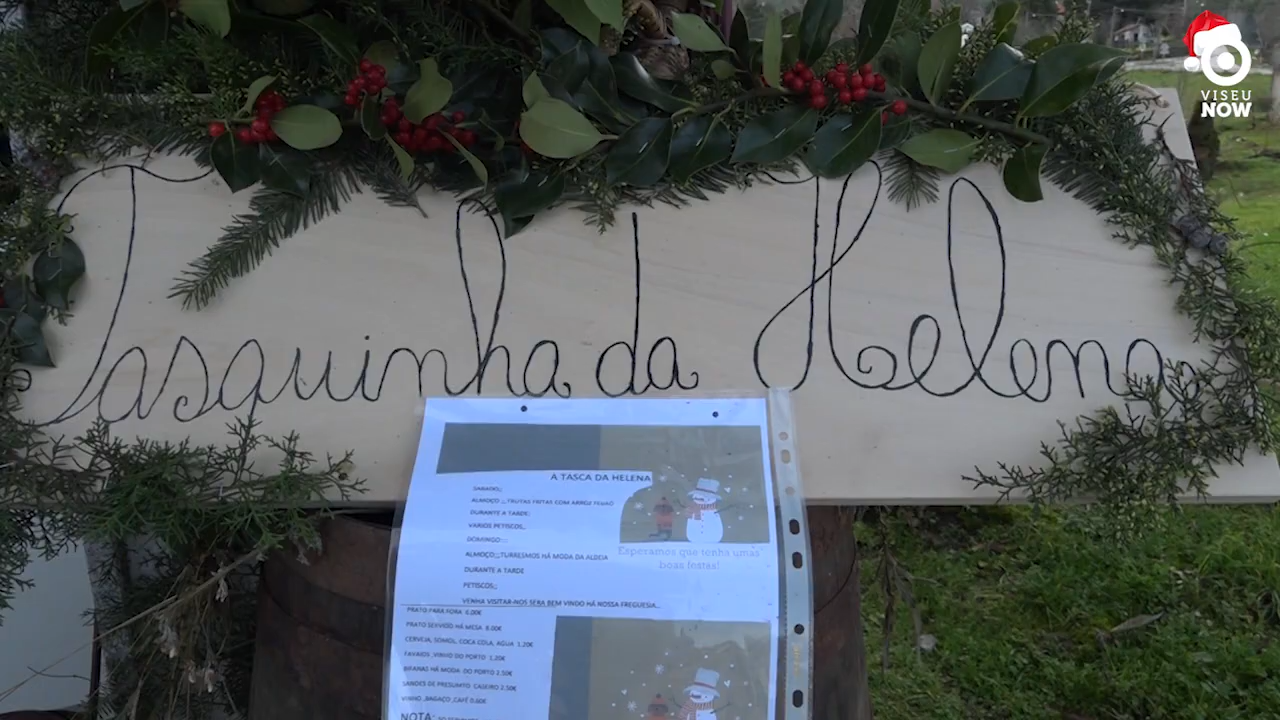 VISEU
NOW
Tasquinha da Helena
A TASCA DA HELENA
SABADO;;
ALMOÇO ;;;TRUTAS FRITAS COM ARROZ FEIJÃO
DURANTE A TARDE:
VARIOS PETISCOS;.
DOMINGO:::
ALMOÇO;;;TURRESMOS HÁ MODA DA ALDEIA
DURANTE A TARDE
PETISCOS;;
VENHA VISITAR-NOS SERA BEM VINDO HÁ NOSSA FREGUESIA...
Esperamos que tenha umas
boas festas!
PRATO PARA FORA 6.00€
PRATO SERVIDO HÁ MESA 8.00€
CERVEJA, SOMOL, COCA COLA, AGUA 1.20€
FAVAIOS ,VINHO DO PORTO 1.20€
BIFANAS HÁ MODA DO PORTO 2.50€
SANDES DE PRESUMTO CASEIRO 2.50€
VINHO ,BAGAÇO ,CAFÉ 0.60€
NOTA: